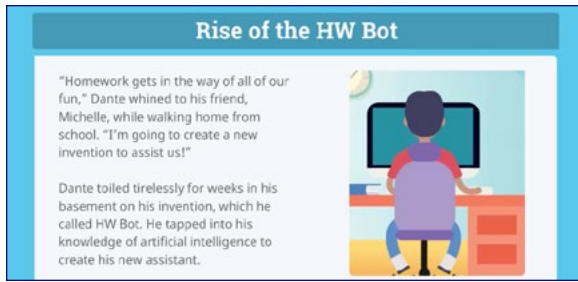 Rise of the HW Bot
“Homework gets in the way of all of our
fun,” Dante whined to his friend,
Michelle, while walking home from
school. “I’m going to create a new
invention to assist us!”
Dante toiled tirelessly for weeks in his
basement on his invention, which he
called HW Bot. He tapped into his
knowledge of artificial intelligence to
create his new assistant.